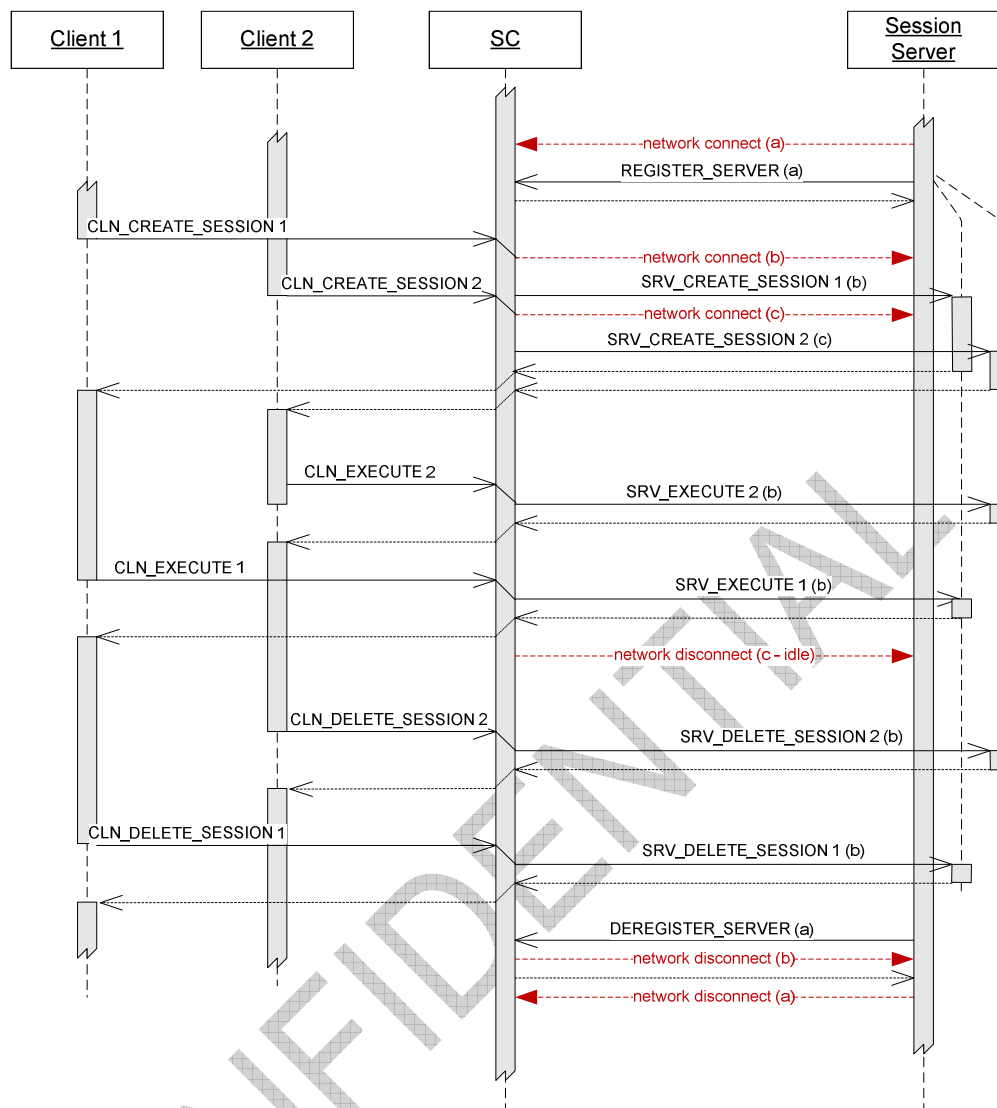 Client 1
Client 2
SC
Session
Server
network connect (a)
REGISTER_SERVER (a)
CLN_CREATE_SESSION 1
network connect (b)
CLN_CREATE_SESSION 2
SRV_CREATE_SESSION 1 (b)
network connect (c)
SRV_CREATE_SESSION 2 (c)
CLN_EXECUTE 2
SRV_EXECUTE 2 (b)
CLN_EXECUTE 1
SRV_EXECUTE 1 (b)
network disconnect (c - idle)
CLN_DELETE_SESSION 2
SRV_DELETE_SESSION 2 (b)
CLN_DELETE_SESSION 1
SRV_DELETE_SESSION 1 (b)
DEREGISTER_SERVER (a)
network disconnect (b)
network disconnect (a)
NFIDENTIAL